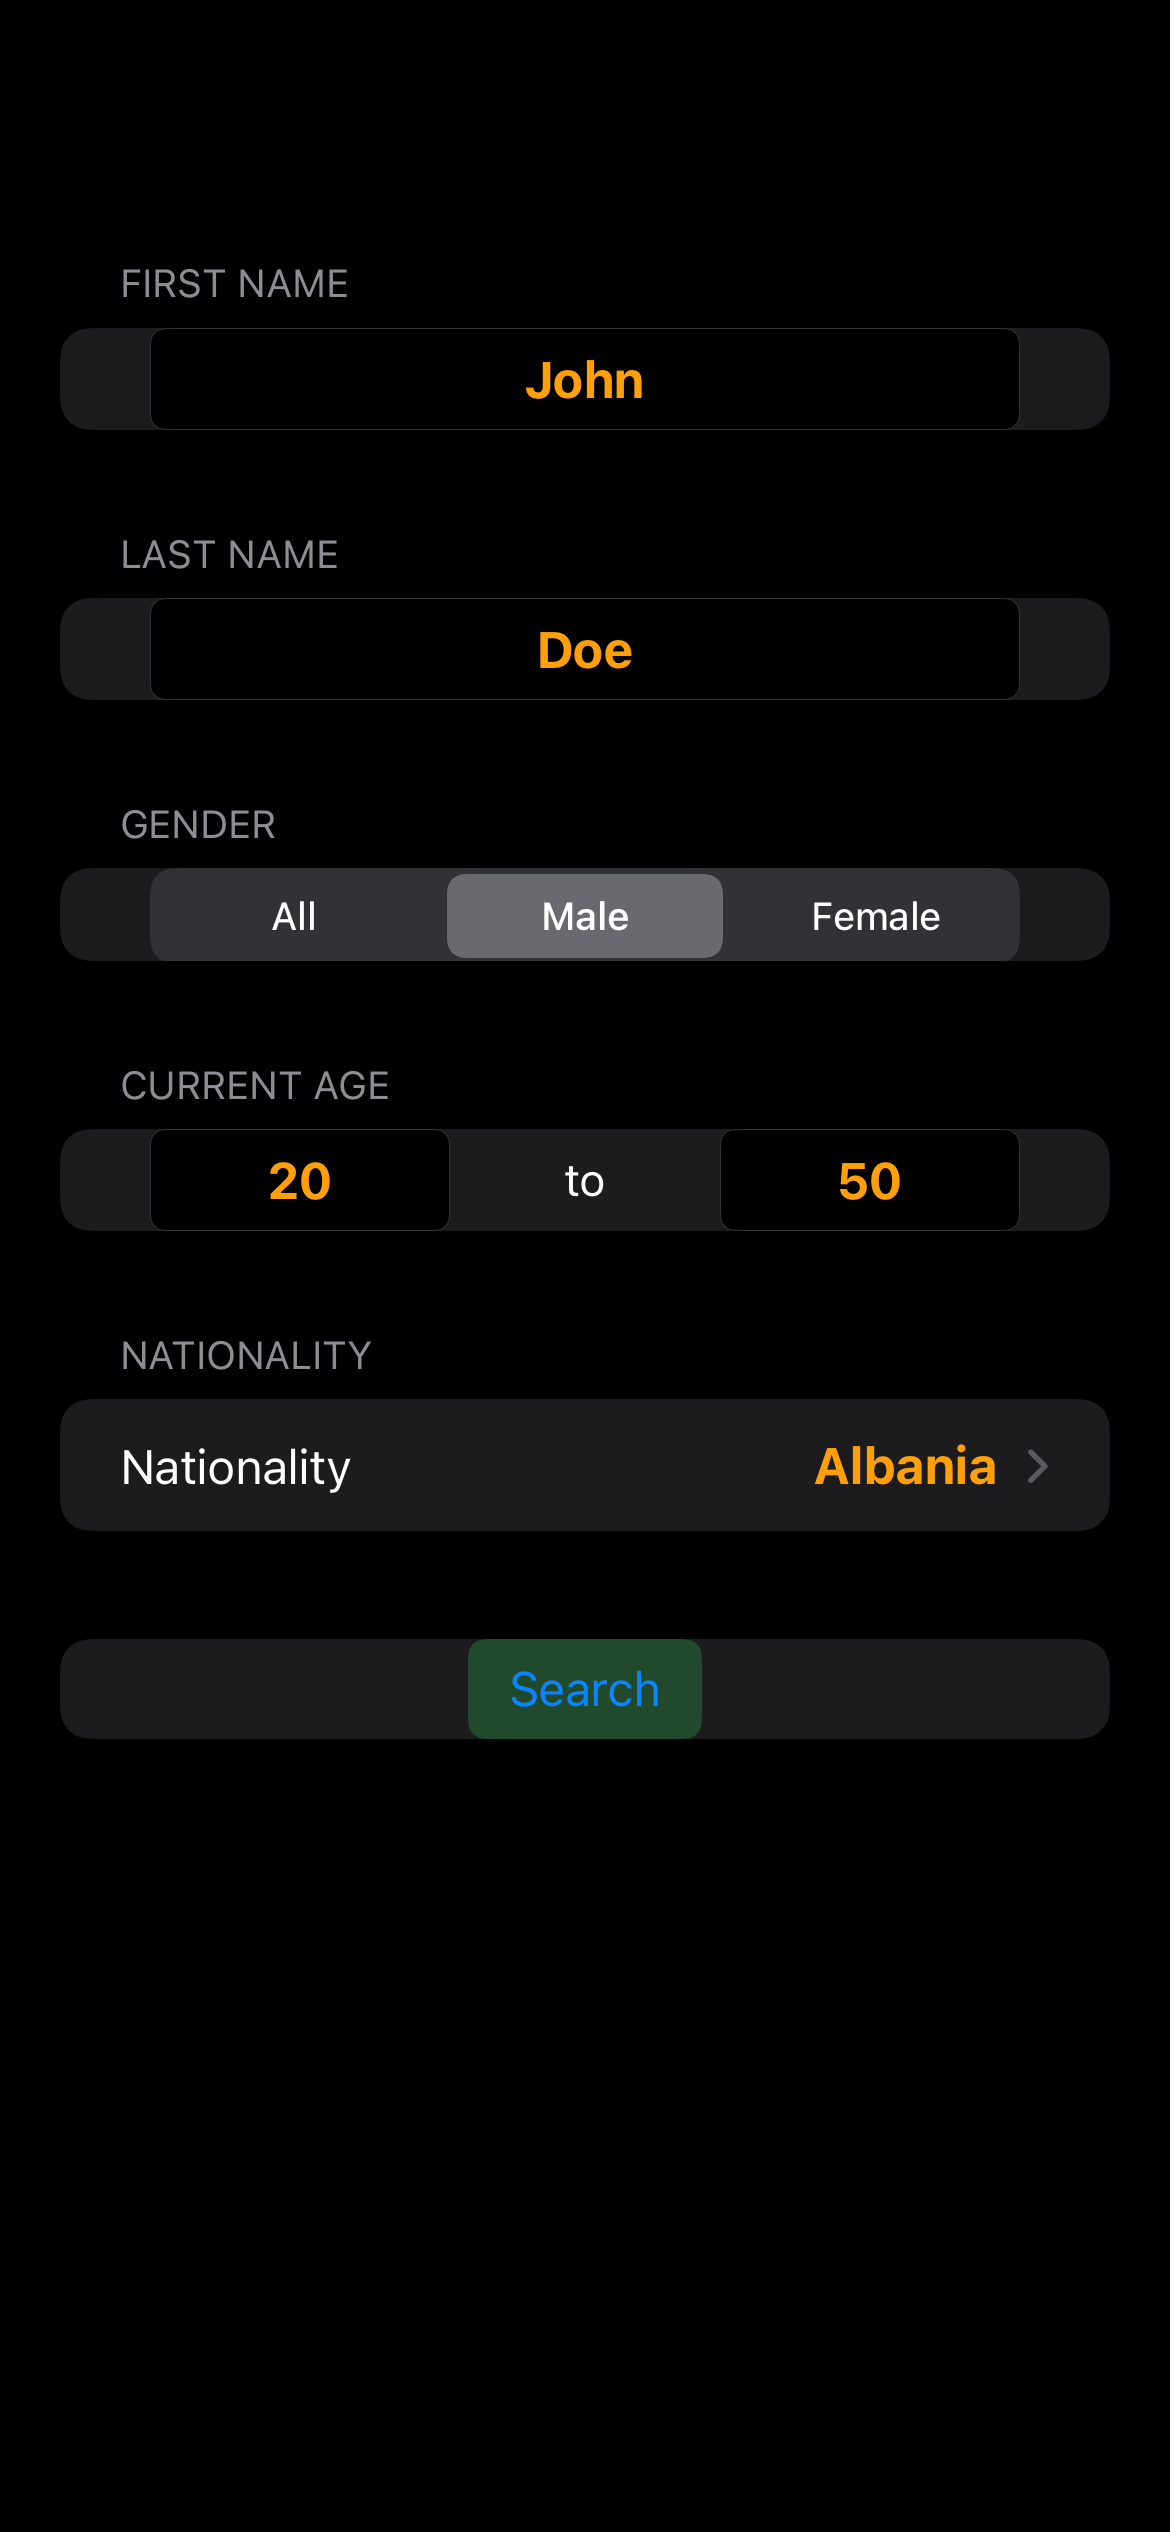 FIRST NAME
John
LAST NAME
Doe
GENDER
All Male Female
CURRENT AGE
20 to 50
NATIONALITY
Nationality Albania
Search